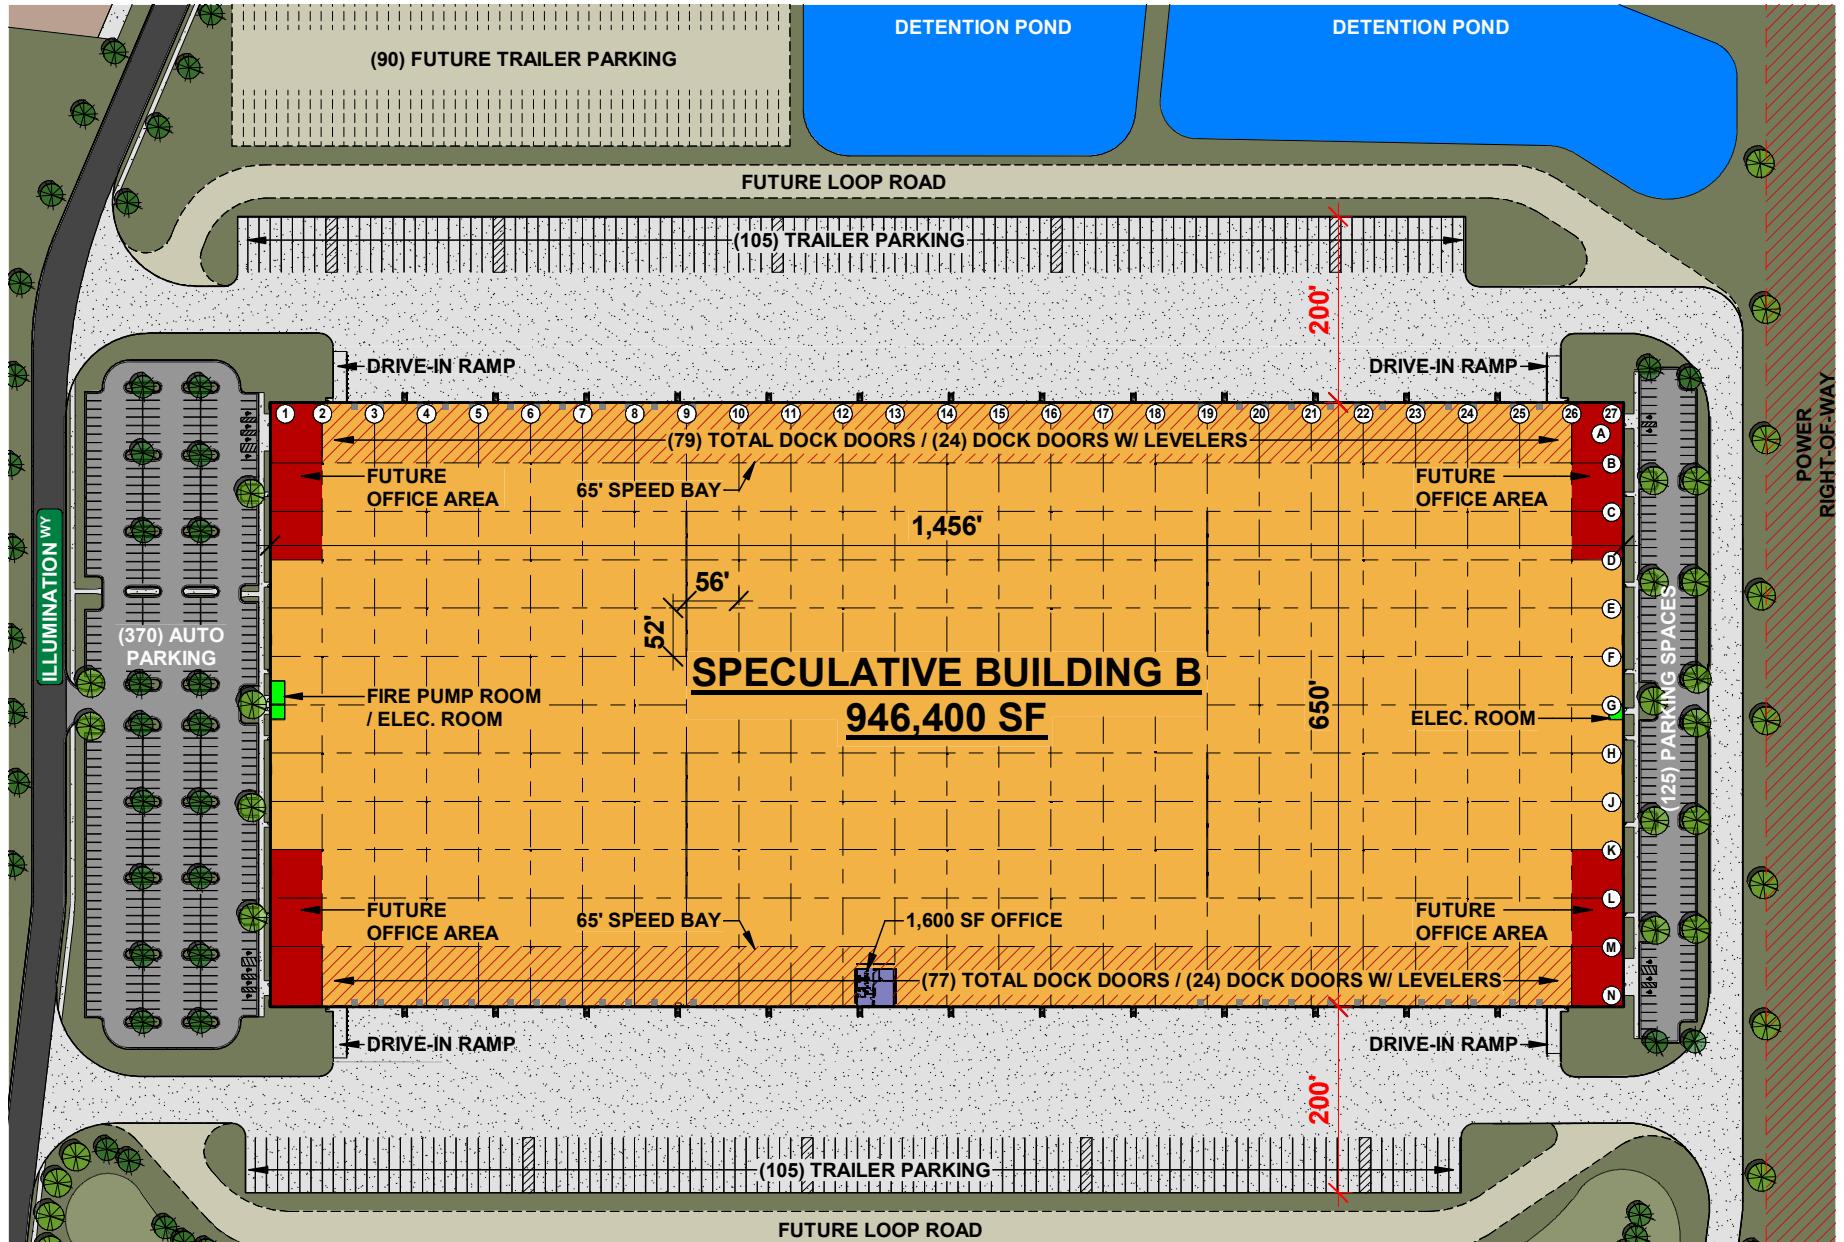 DETENTION POND
DETENTION POND
(90) FUTURE TRAILER PARKING
FUTURE LOOP ROAD
(105) TRAILER PARKING
200'
DRIVE-IN RAMP
DRIVE-IN RAMP
1 2 3 4 5 6 7 8 9 10 11 12 13 14 15 16 17 18 19 20 21 22 23 24 25 26 27
A
B
C
D
E
F
G
H
J
K
L
M
N
(79) TOTAL DOCK DOORS / (24) DOCK DOORS W/ LEVELERS
FUTURE
OFFICE AREA
65' SPEED BAY
FUTURE
OFFICE AREA
POWER
RIGHT-OF-WAY
1,456'
ILLUMINATION WY
56'
52'
(370) AUTO
PARKING
(125) PARKING SPACES
SPECULATIVE BUILDING B
946,400 SF
650'
FIRE PUMP ROOM
/ ELEC. ROOM
ELEC. ROOM
FUTURE
OFFICE AREA
65' SPEED BAY
1,600 SF OFFICE
FUTURE
OFFICE AREA
(77) TOTAL DOCK DOORS / (24) DOCK DOORS W/ LEVELERS
DRIVE-IN RAMP
DRIVE-IN RAMP
200'
(105) TRAILER PARKING
FUTURE LOOP ROAD